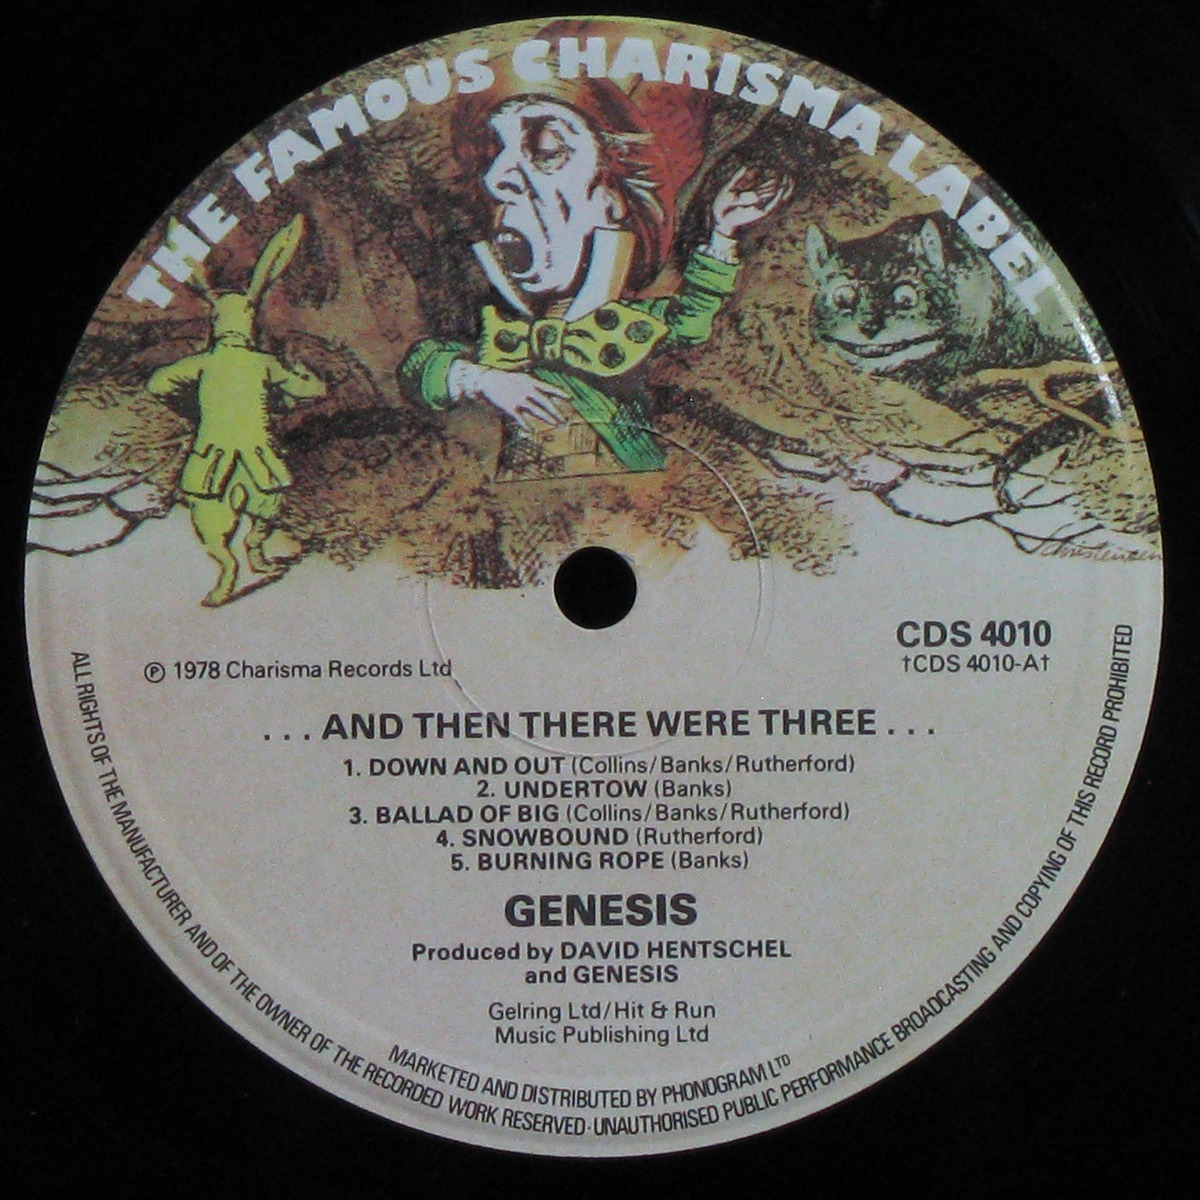 THE FAMOUS CHARISMA LABEL
Christensen
CDS 4010
†CDS 4010-A†
℗ 1978 Charisma Records Ltd
...AND THEN THERE WERE THREE...
1. DOWN AND OUT (Collins/Banks/Rutherford)
2. UNDERTOW (Banks)
3. BALLAD OF BIG (Collins/Banks/Rutherford)
4. SNOWBOUND (Rutherford)
5. BURNING ROPE (Banks)
GENESIS
Produced by DAVID HENTSCHEL
and GENESIS
Gelring Ltd/Hit & Run
Music Publishing Ltd
MARKETED AND DISTRIBUTED BY PHONOGRAM LTD
ALL RIGHTS OF THE MANUFACTURER AND OF THE OWNER OF THE RECORDED WORK RESERVED·UNAUTHORISED PUBLIC PERFORMANCE BROADCASTING AND COPYING OF THIS RECORD PROHIBITED